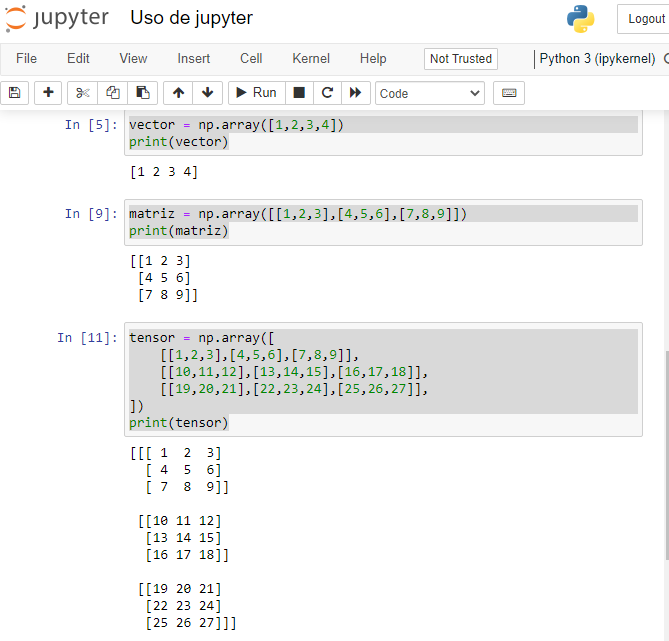 jupyter Uso de jupyter
Logout
File Edit View Insert Cell Kernel Help Not Trusted Python 3 (ipykernel)
Run Code
In [5]: vector = np.array([1,2,3,4])
print(vector)
[1 2 3 4]
In [9]: matriz = np.array([[1,2,3],[4,5,6],[7,8,9]])
print(matriz)
[[1 2 3]
 [4 5 6]
 [7 8 9]]
In [11]: tensor = np.array([
    [[1,2,3],[4,5,6],[7,8,9]],
    [[10,11,12],[13,14,15],[16,17,18]],
    [[19,20,21],[22,23,24],[25,26,27]],
])
print(tensor)
[[[ 1  2  3]
  [ 4  5  6]
  [ 7  8  9]]
 [[10 11 12]
  [13 14 15]
  [16 17 18]]
 [[19 20 21]
  [22 23 24]
  [25 26 27]]]